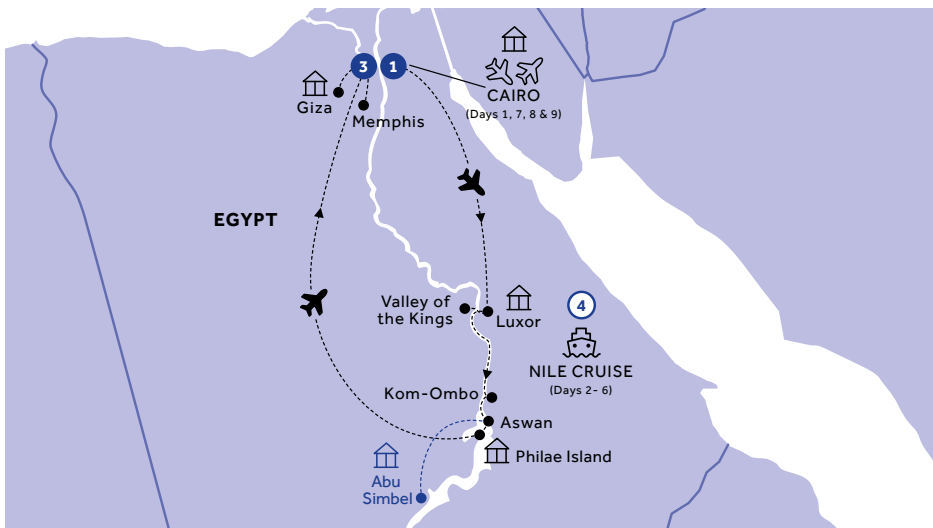 3
1
CAIRO
(Days 1, 7, 8 & 9)
Giza
Memphis
EGYPT
Valley of
the Kings
Luxor
4
NILE CRUISE
(Days 2- 6)
Kom-Ombo
Aswan
Philae Island
Abu
Simbel